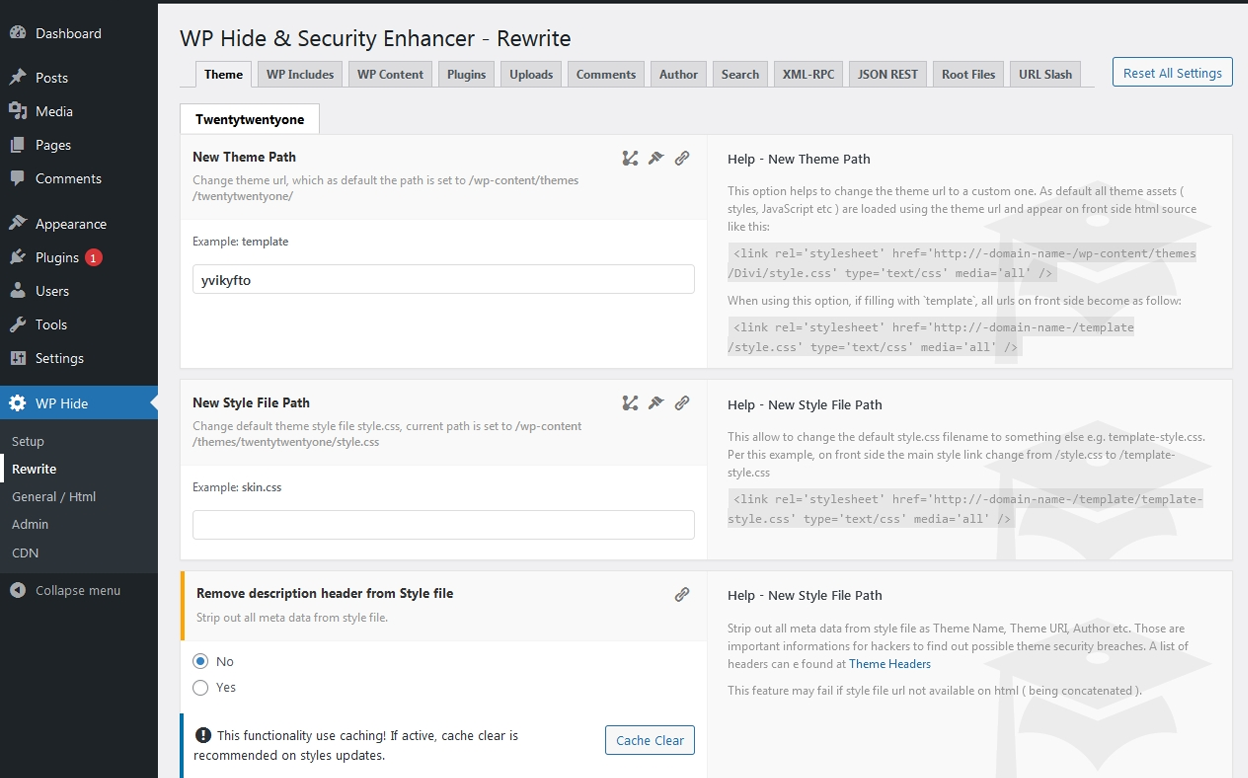 Dashboard
Posts
Media
Pages
Comments
Appearance
Plugins 1
Users
Tools
Settings
WP Hide
Setup
Rewrite
General / Html
Admin
CDN
Collapse menu
WP Hide & Security Enhancer - Rewrite
Theme WP Includes WP Content Plugins Uploads Comments Author Search XML-RPC JSON REST Root Files URL Slash
Reset All Settings
Twentytwentyone
New Theme Path
Change theme url, which as default the path is set to /wp-content/themes
/twentytwentyone/
Example: template
yvikyfto
Help - New Theme Path
This option helps to change the theme url to a custom one. As default all theme assets (
styles, JavaScript etc ) are loaded using the theme url and appear on front side html source
like this:
<link rel='stylesheet' href='http://-domain-name-/wp-content/themes
/Divi/style.css' type='text/css' media='all' />
When using this option, if filling with `template`, all urls on front side become as follow:
<link rel='stylesheet' href='http://-domain-name-/template
/style.css' type='text/css' media='all' />
New Style File Path
Change default theme style file style.css, current path is set to /wp-content
/themes/twentytwentyone/style.css
Example: skin.css
Help - New Style File Path
This allow to change the default style.css filename to something else e.g. template-style.css.
Per this example, on front side the main style link change from /style.css to /template-
style.css
<link rel='stylesheet' href='http://-domain-name-/template/template-
style.css' type='text/css' media='all' />
Remove description header from Style file
Strip out all meta data from style file.
No
Yes
! This functionality use caching! If active, cache clear is
recommended on styles updates.
Cache Clear
Help - New Style File Path
Strip out all meta data from style file as Theme Name, Theme URI, Author etc. Those are
important informations for hackers to find out possible theme security breaches. A list of
headers can e found at Theme Headers
This feature may fail if style file url not available on html ( being concatenated ).